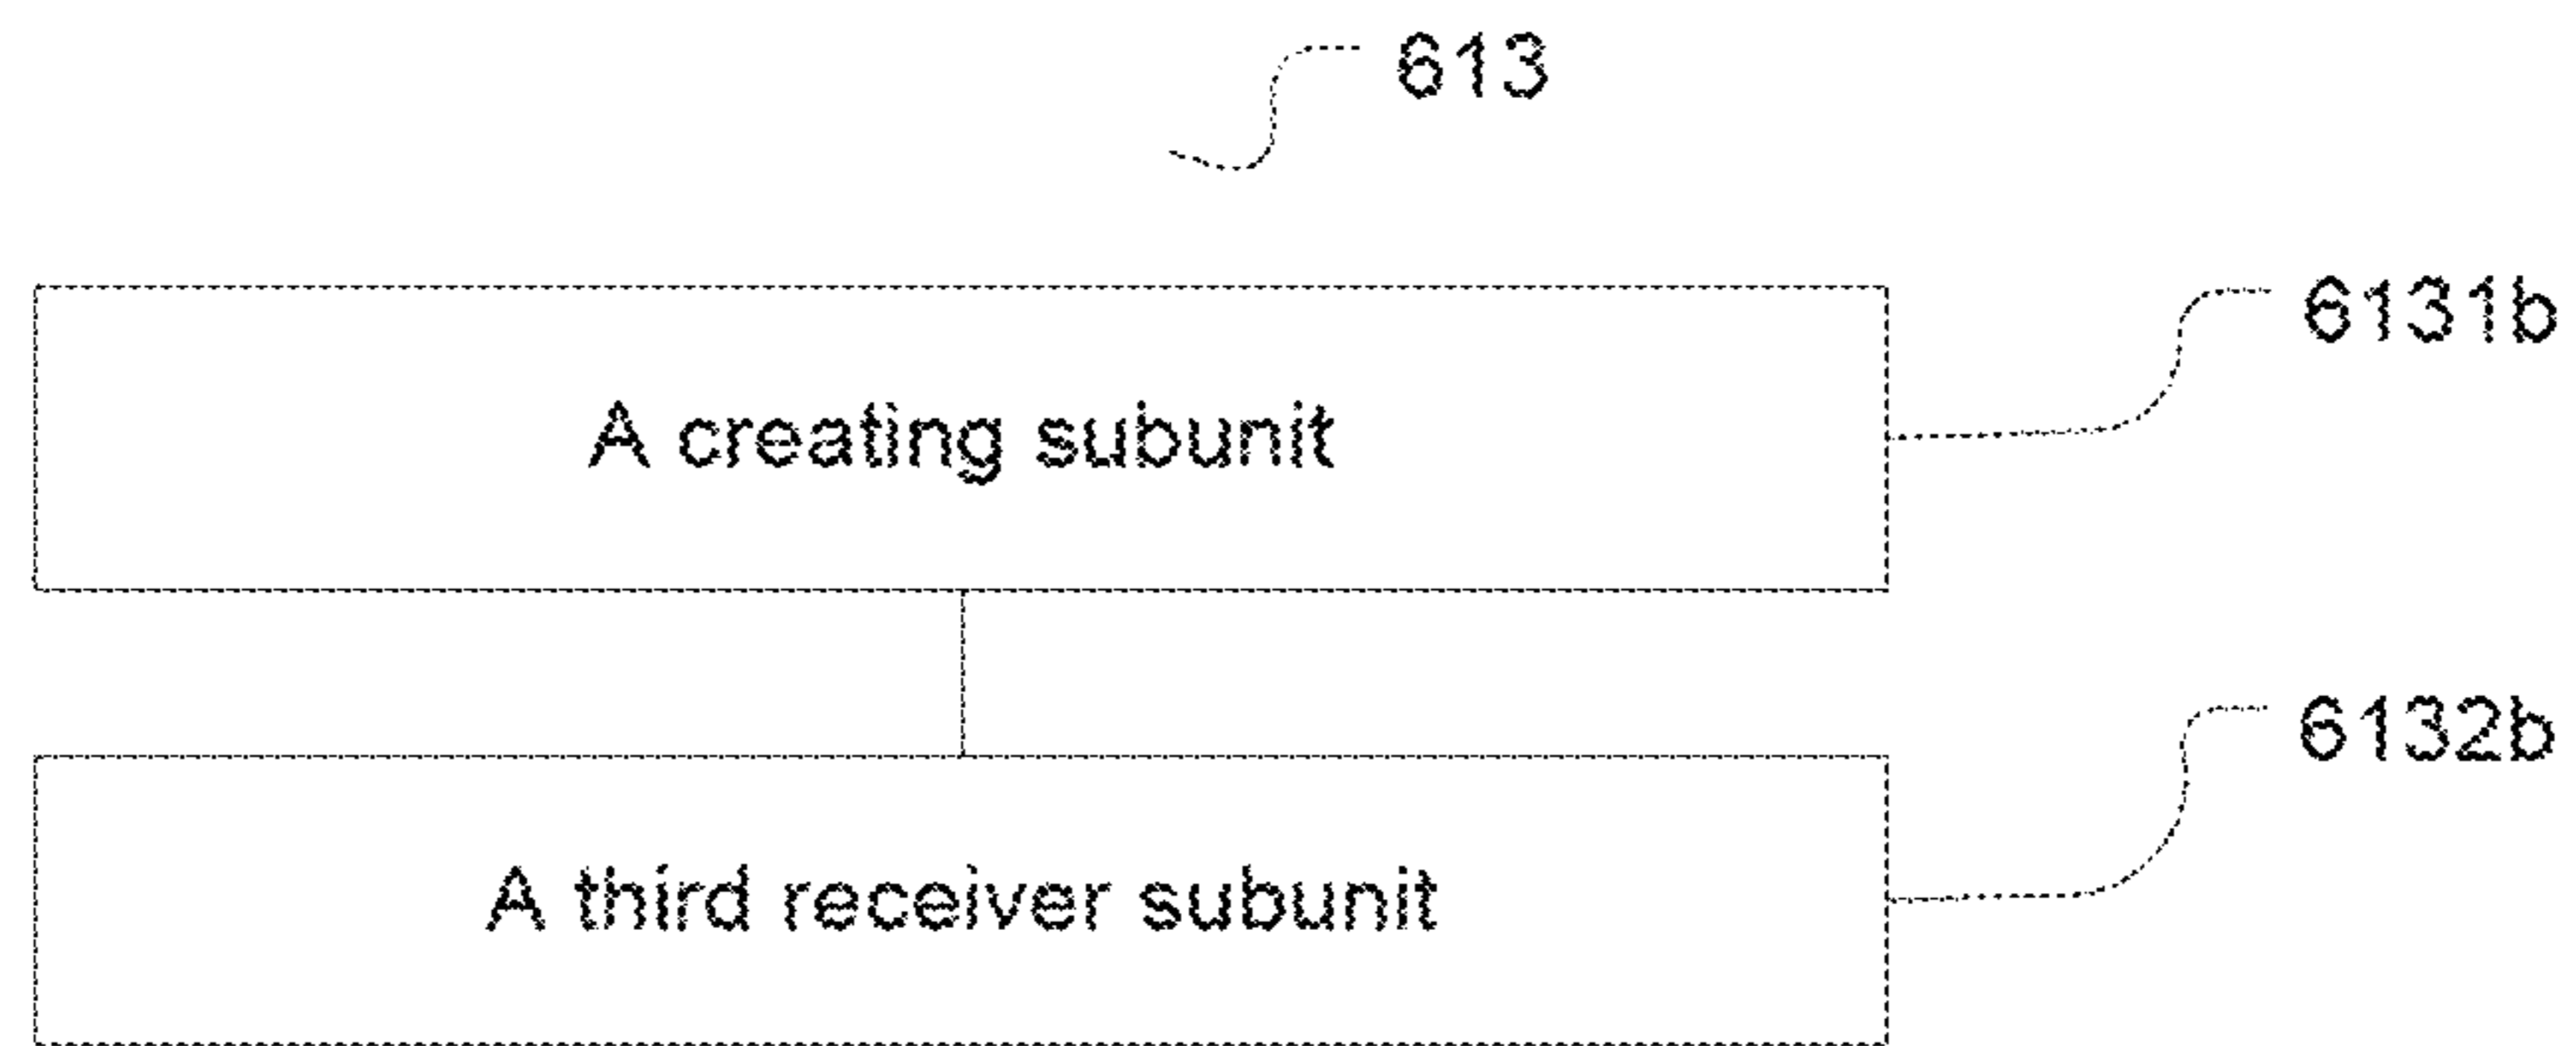 613
6131b
A creating subunit
6132b
A third receiver subunit